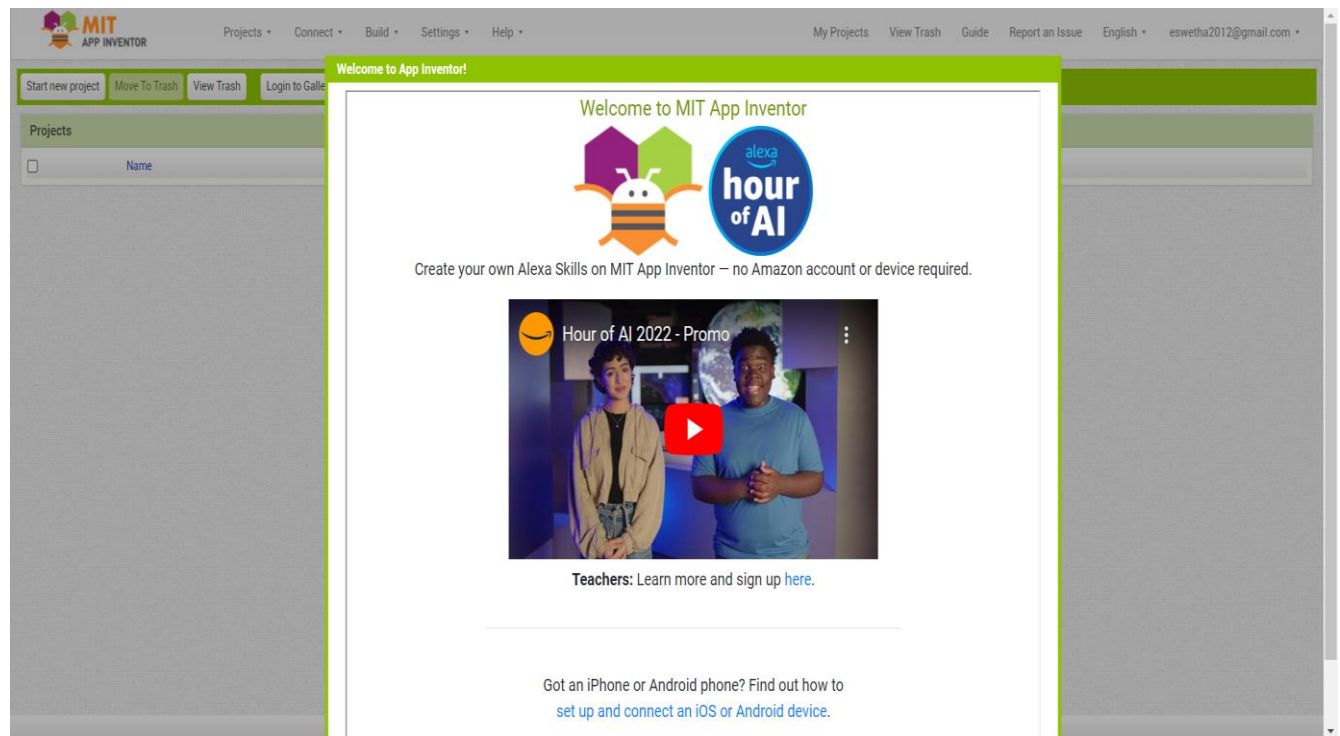 MIT
APP INVENTOR
Projects Connect Build Settings Help My Projects View Trash Guide Report an Issue English eswetha2012@gmail.com
Start new project Move To Trash View Trash Login to Galle
Welcome to App Inventor!
Projects
Name
Welcome to MIT App Inventor
alexa
hour
of AI
Create your own Alexa Skills on MIT App Inventor — no Amazon account or device required.
Hour of AI 2022 - Promo
Teachers: Learn more and sign up here.
Got an iPhone or Android phone? Find out how to
set up and connect an iOS or Android device.